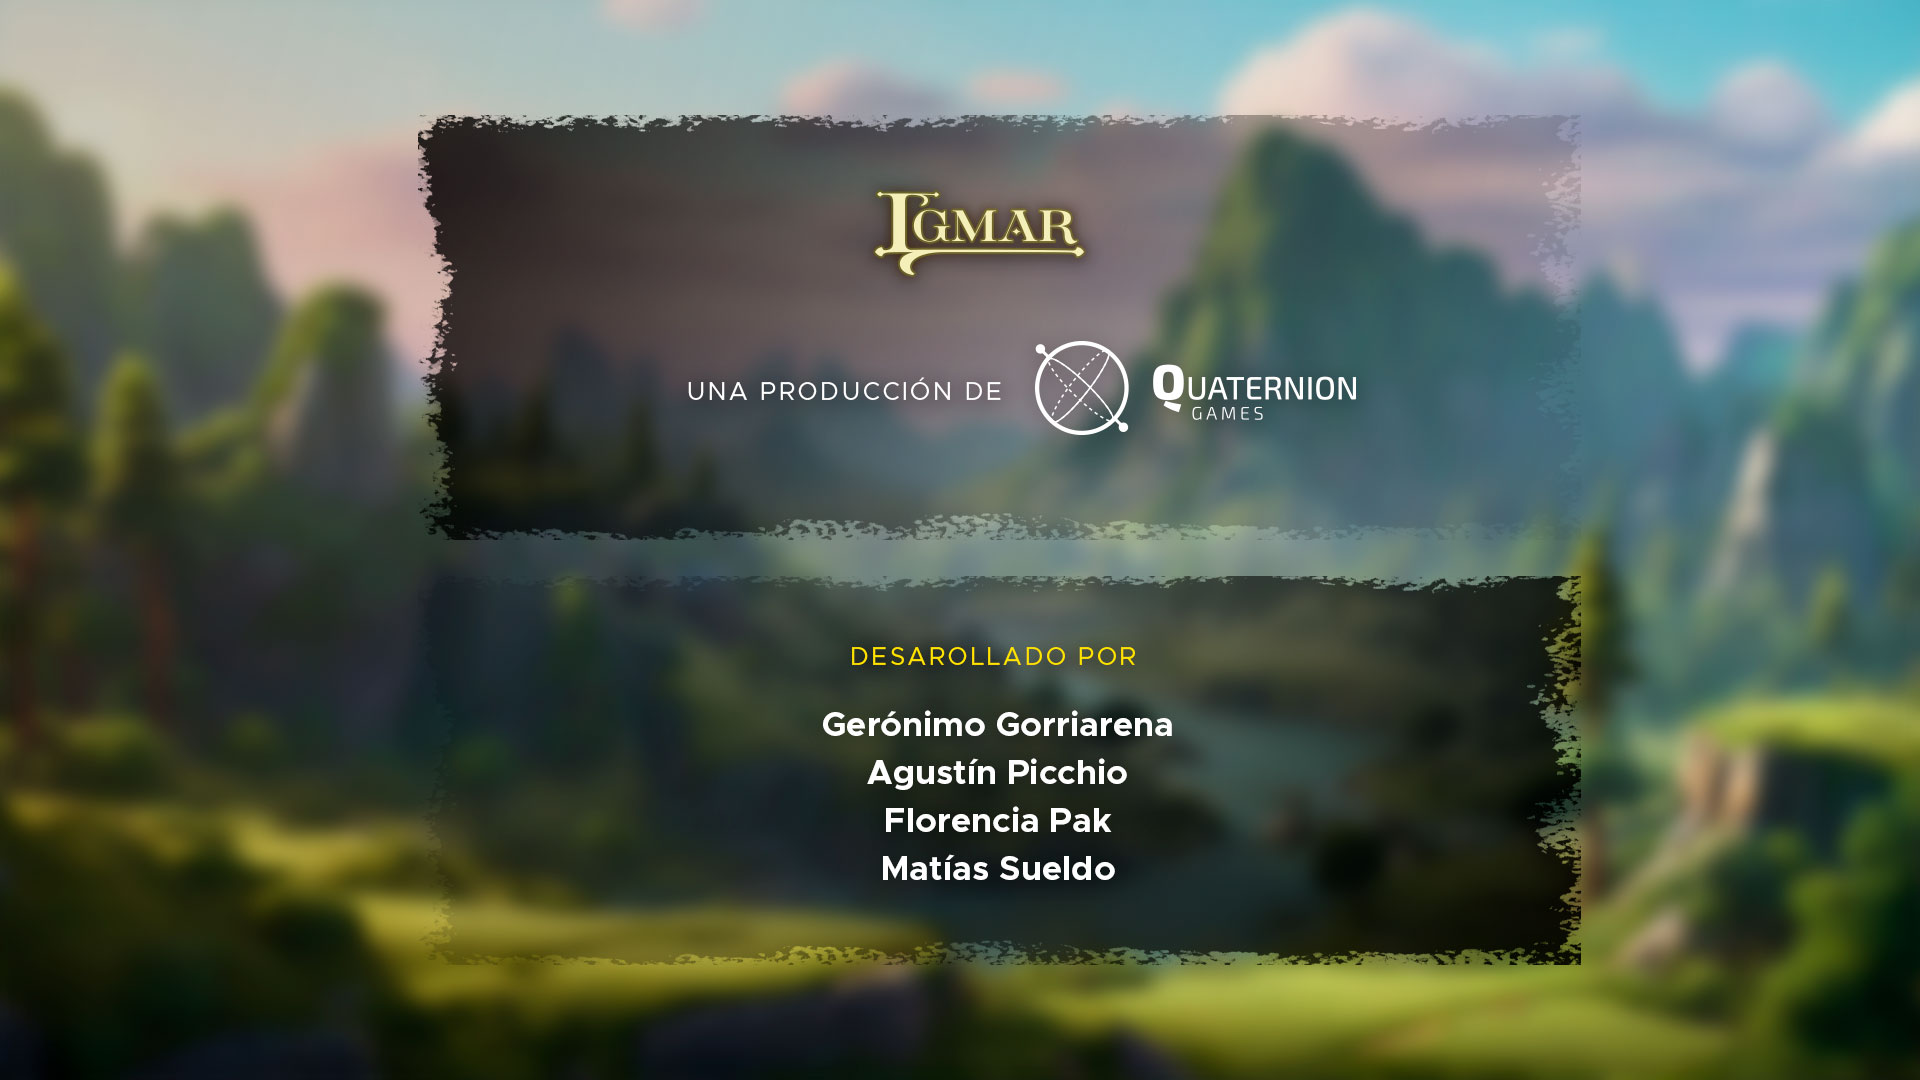 IGMAR
UNA PRODUCCIÓN DE
QUATERNION
GAMES
DESAROLLADO POR
Gerónimo Gorriarena
Agustín Picchio
Florencia Pak
Matías Sueldo